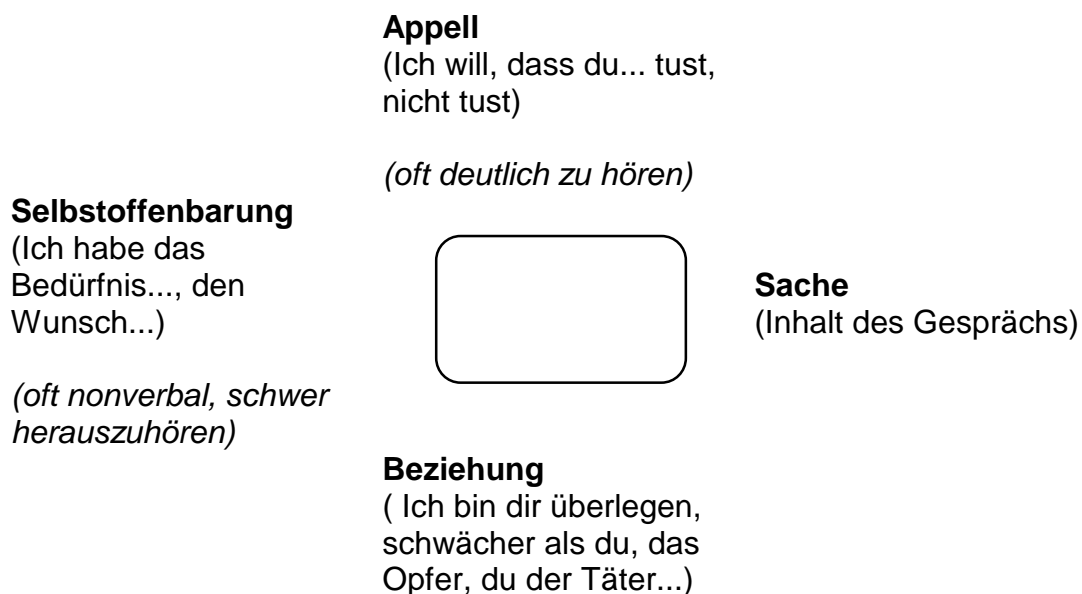 Appell
(Ich will, dass du... tust,
nicht tust)
(oft deutlich zu hören)
Selbstoffenbarung
(Ich habe das
Bedürfnis..., den
Wunsch...)
(oft nonverbal, schwer
herauszuhören)
Sache
(Inhalt des Gesprächs)
Beziehung
( Ich bin dir überlegen,
schwächer als du, das
Opfer, du der Täter...)